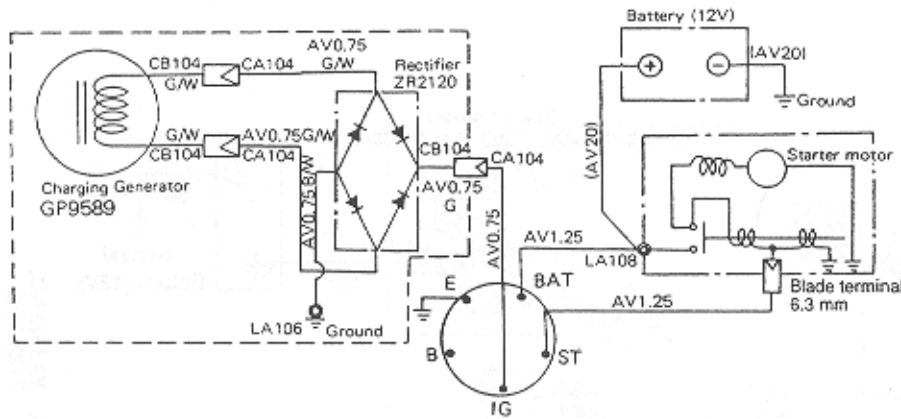 Battery (12V)
(AV20)
Ground
AV0.75
G/W
CB104
G/W
CA104
Rectifier
ZR2120
G/W
CB104
AV0.75G/W
CA104
CB104
CA104
AV0.75
G
Charging Generator
GP9589
AV0.75B/W
AV0.75
(AV20)
Starter motor
LA108
AV1.25
Blade terminal
6.3 mm
AV1.25
E
BAT
B
ST
IG
LA106
Ground